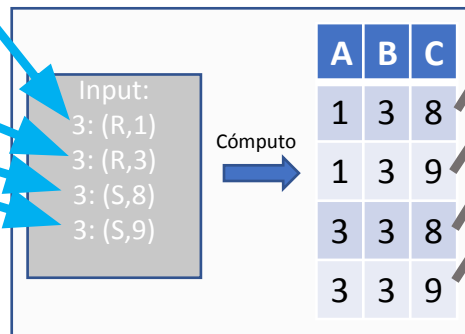 Input:
3: (R,1)
3: (R,3)
3: (S,8)
3: (S,9)
Cómputo
A B C
1 3 8
1 3 9
3 3 8
3 3 9